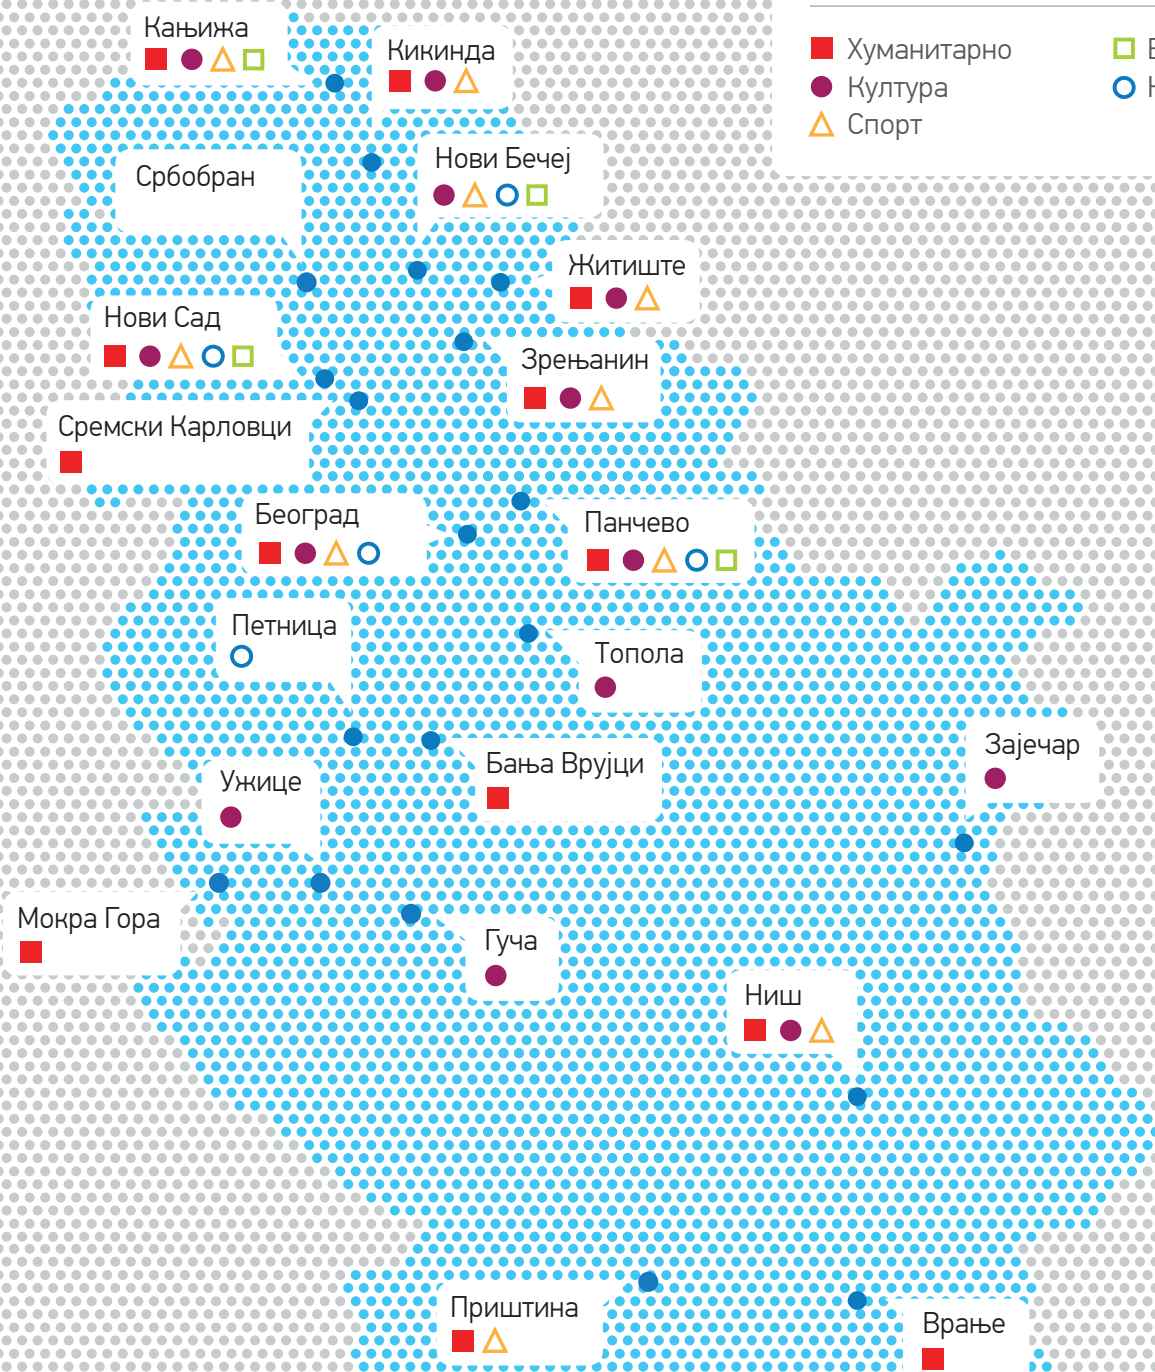 Кањижа
Кикинда
Хуманитарно
Култура
Спорт
Србобран
Нови Бечеј
Житиште
Нови Сад
Зрењанин
Сремски Карловци
Београд
Панчево
Петница
Топола
Зајечар
Бања Врујци
Ужице
Мокра Гора
Гуча
Ниш
Приштина
Врање